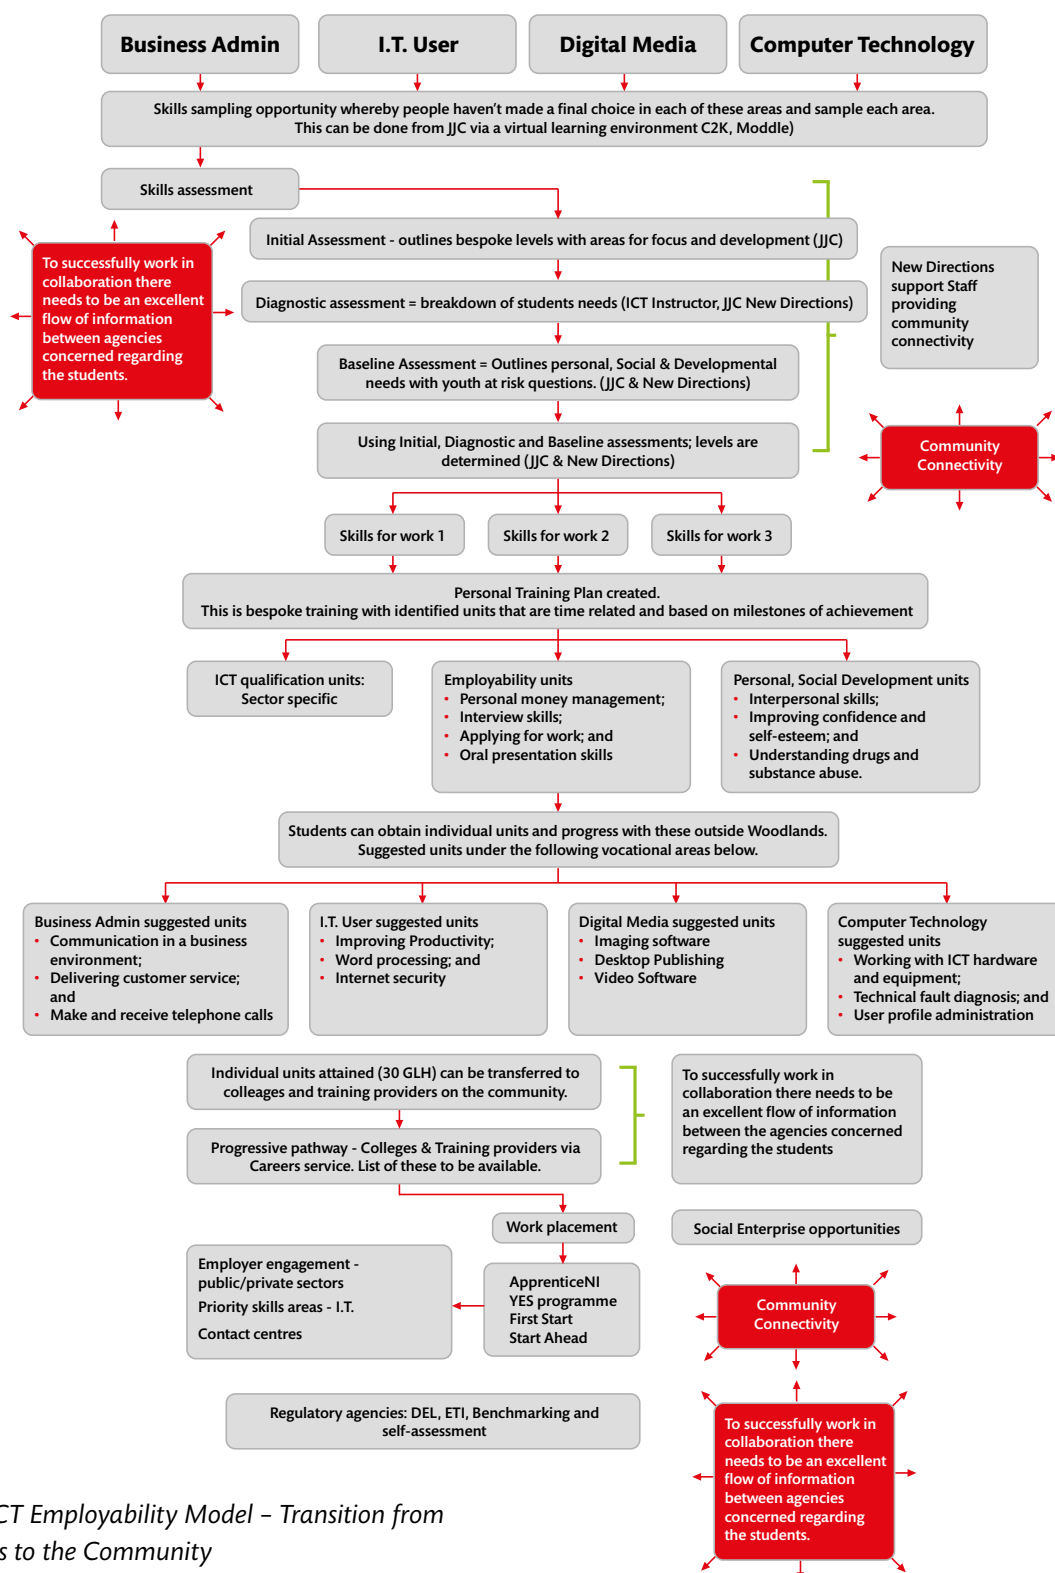 Business Admin
I.T. User
Digital Media
Computer Technology
Skills sampling opportunity whereby people haven't made a final choice in each of these areas and sample each area.
This can be done from JJC via a virtual learning environment C2K, Moddle)
Skills assessment
Initial Assessment - outlines bespoke levels with areas for focus and development (JJC)
To successfully work in
collaboration there
needs to be an excellent
flow of information
between agencies
concerned regarding
the students.
New Directions
support Staff
providing
community
connectivity
Diagnostic assessment = breakdown of students needs (ICT Instructor, JJC New Directions)
Baseline Assessment = Outlines personal, Social & Developmental
needs with youth at risk questions. (JJC & New Directions)
Using Initial, Diagnostic and Baseline assessments; levels are
determined (JJC & New Directions)
Community
Connectivity
Skills for work 1
Skills for work 2
Skills for work 3
Personal Training Plan created.
This is bespoke training with identified units that are time related and based on milestones of achievement
ICT qualification units:
Sector specific
Employability units
• Personal money management;
• Interview skills;
• Applying for work; and
• Oral presentation skills
Personal, Social Development units
• Interpersonal skills;
• Improving confidence and
self-esteem; and
• Understanding drugs and
substance abuse.
Students can obtain individual units and progress with these outside Woodlands.
Suggested units under the following vocational areas below.
Business Admin suggested units
• Communication in a business
environment;
• Delivering customer service;
and
• Make and receive telephone calls
I.T. User suggested units
• Improving Productivity;
• Word processing; and
• Internet security
Digital Media suggested units
• Imaging software
• Desktop Publishing
• Video Software
Computer Technology
suggested units
• Working with ICT hardware
and equipment;
• Technical fault diagnosis; and
• User profile administration
Individual units attained (30 GLH) can be transferred to
colleages and training providers on the community.
Progressive pathway - Colleges & Training providers via
Careers service. List of these to be available.
To successfully work in
collaboration there needs to be
an excellent flow of information
between the agencies concerned
regarding the students
Work placement
Social Enterprise opportunities
Employer engagement -
public/private sectors
Priority skills areas - I.T.
Contact centres
ApprenticeNI
YES programme
First Start
Start Ahead
Community
Connectivity
Regulatory agencies: DEL, ETI, Benchmarking and
self-assessment
To successfully work in
collaboration there
needs to be an excellent
flow of information
between agencies
concerned regarding
the students.
CT Employability Model – Transition from
s to the Community